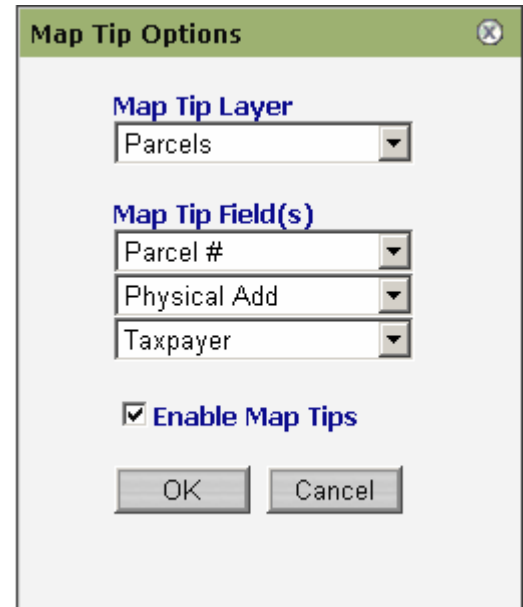 Map Tip Options
Map Tip Layer
Parcels
Map Tip Field(s)
Parcel #
Physical Add
Taxpayer
Enable Map Tips
OK Cancel